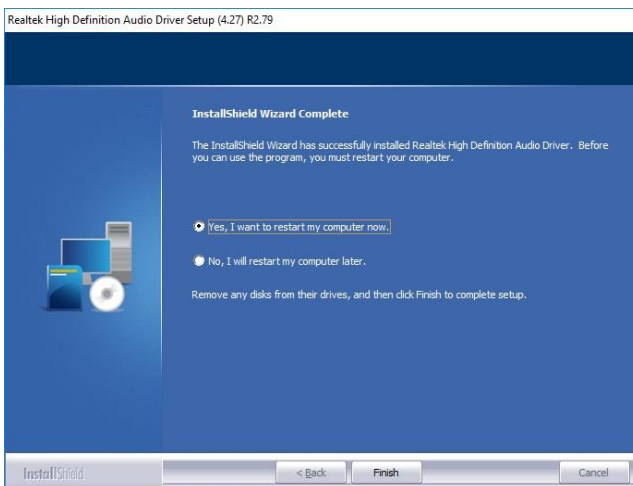 Realtek High Definition Audio Driver Setup (4.27) R2.79
InstallShield Wizard Complete
The InstallShield Wizard has successfully installed Realtek High Definition Audio Driver. Before
you can use the program, you must restart your computer.
Yes, I want to restart my computer now.
No, I will restart my computer later.
Remove any disks from their drives, and then click Finish to complete setup.
InstallShield
< Back
Finish
Cancel